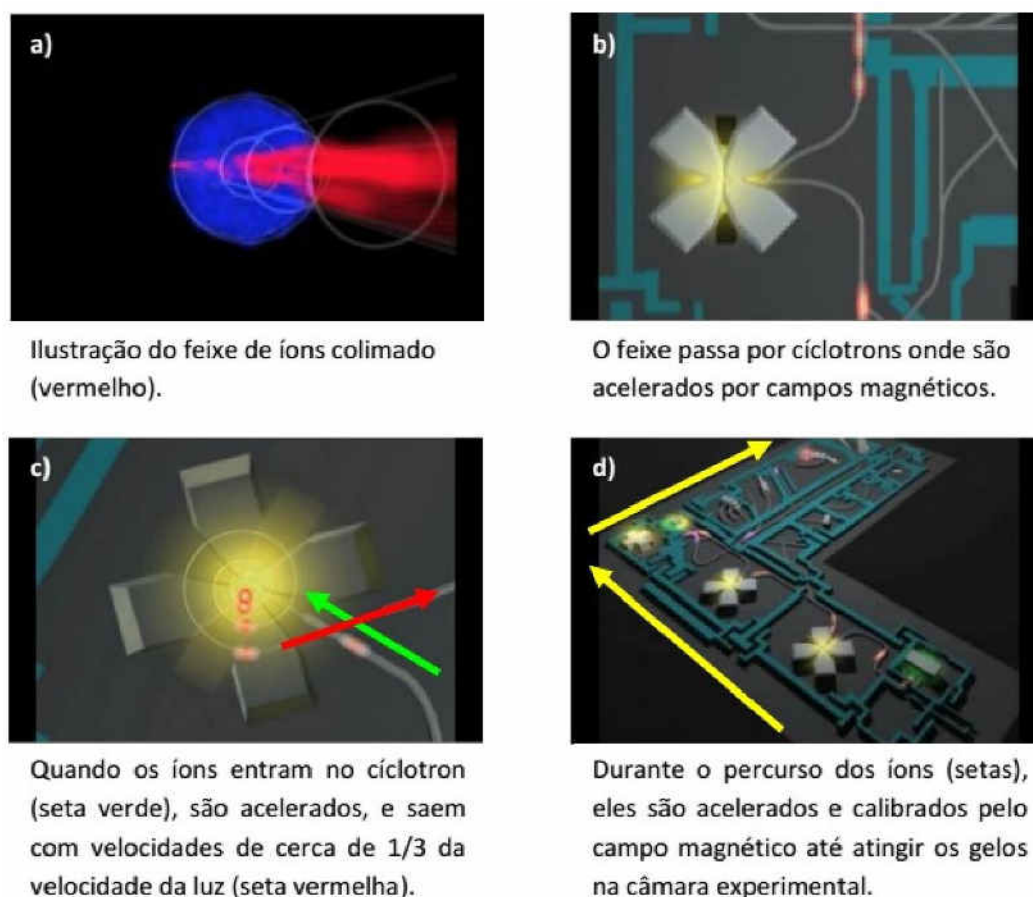 a)
b)
Ilustração do feixe de íons colimado
(vermelho).
O feixe passa por cíclotrons onde são
acelerados por campos magnéticos.
c)
d)
Quando os íons entram no cíclotron
(seta verde), são acelerados, e saem
com velocidades de cerca de 1/3 da
velocidade da luz (seta vermelha).
Durante o percurso dos íons (setas),
eles são acelerados e calibrados pelo
campo magnético até atingir os gelos
na câmara experimental.